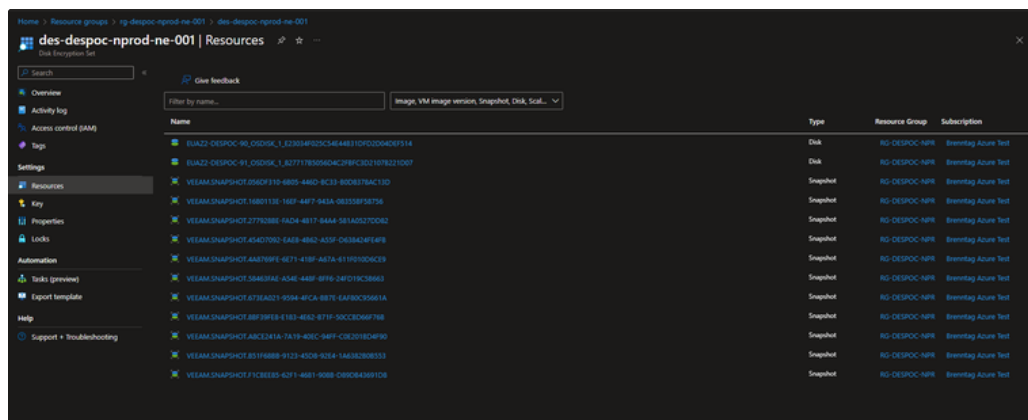 Home > Resource groups > rg-despoc-nprod-ne-001 > des-despoc-nprod-ne-001
des-despoc-nprod-ne-001 | Resources
Disk Encryption Set
Search
Give feedback
Overview
Activity log
Access control (IAM)
Tags
Settings
Resources
Key
Properties
Locks
Automation
Tasks (preview)
Export template
Help
Support + Troubleshooting
Filter by name...
Image, VM image version, Snapshot, Disk, Scal...
Name Type Resource Group Subscription
Disk RG-DESPOC-NPR Brenntag Azure Test
Disk RG-DESPOC-NPR Brenntag Azure Test
Snapshot RG-DESPOC-NPR Brenntag Azure Test
Snapshot RG-DESPOC-NPR Brenntag Azure Test
Snapshot RG-DESPOC-NPR Brenntag Azure Test
Snapshot RG-DESPOC-NPR Brenntag Azure Test
Snapshot RG-DESPOC-NPR Brenntag Azure Test
Snapshot RG-DESPOC-NPR Brenntag Azure Test
Snapshot RG-DESPOC-NPR Brenntag Azure Test
Snapshot RG-DESPOC-NPR Brenntag Azure Test
Snapshot RG-DESPOC-NPR Brenntag Azure Test
Snapshot RG-DESPOC-NPR Brenntag Azure Test
Snapshot RG-DESPOC-NPR Brenntag Azure Test